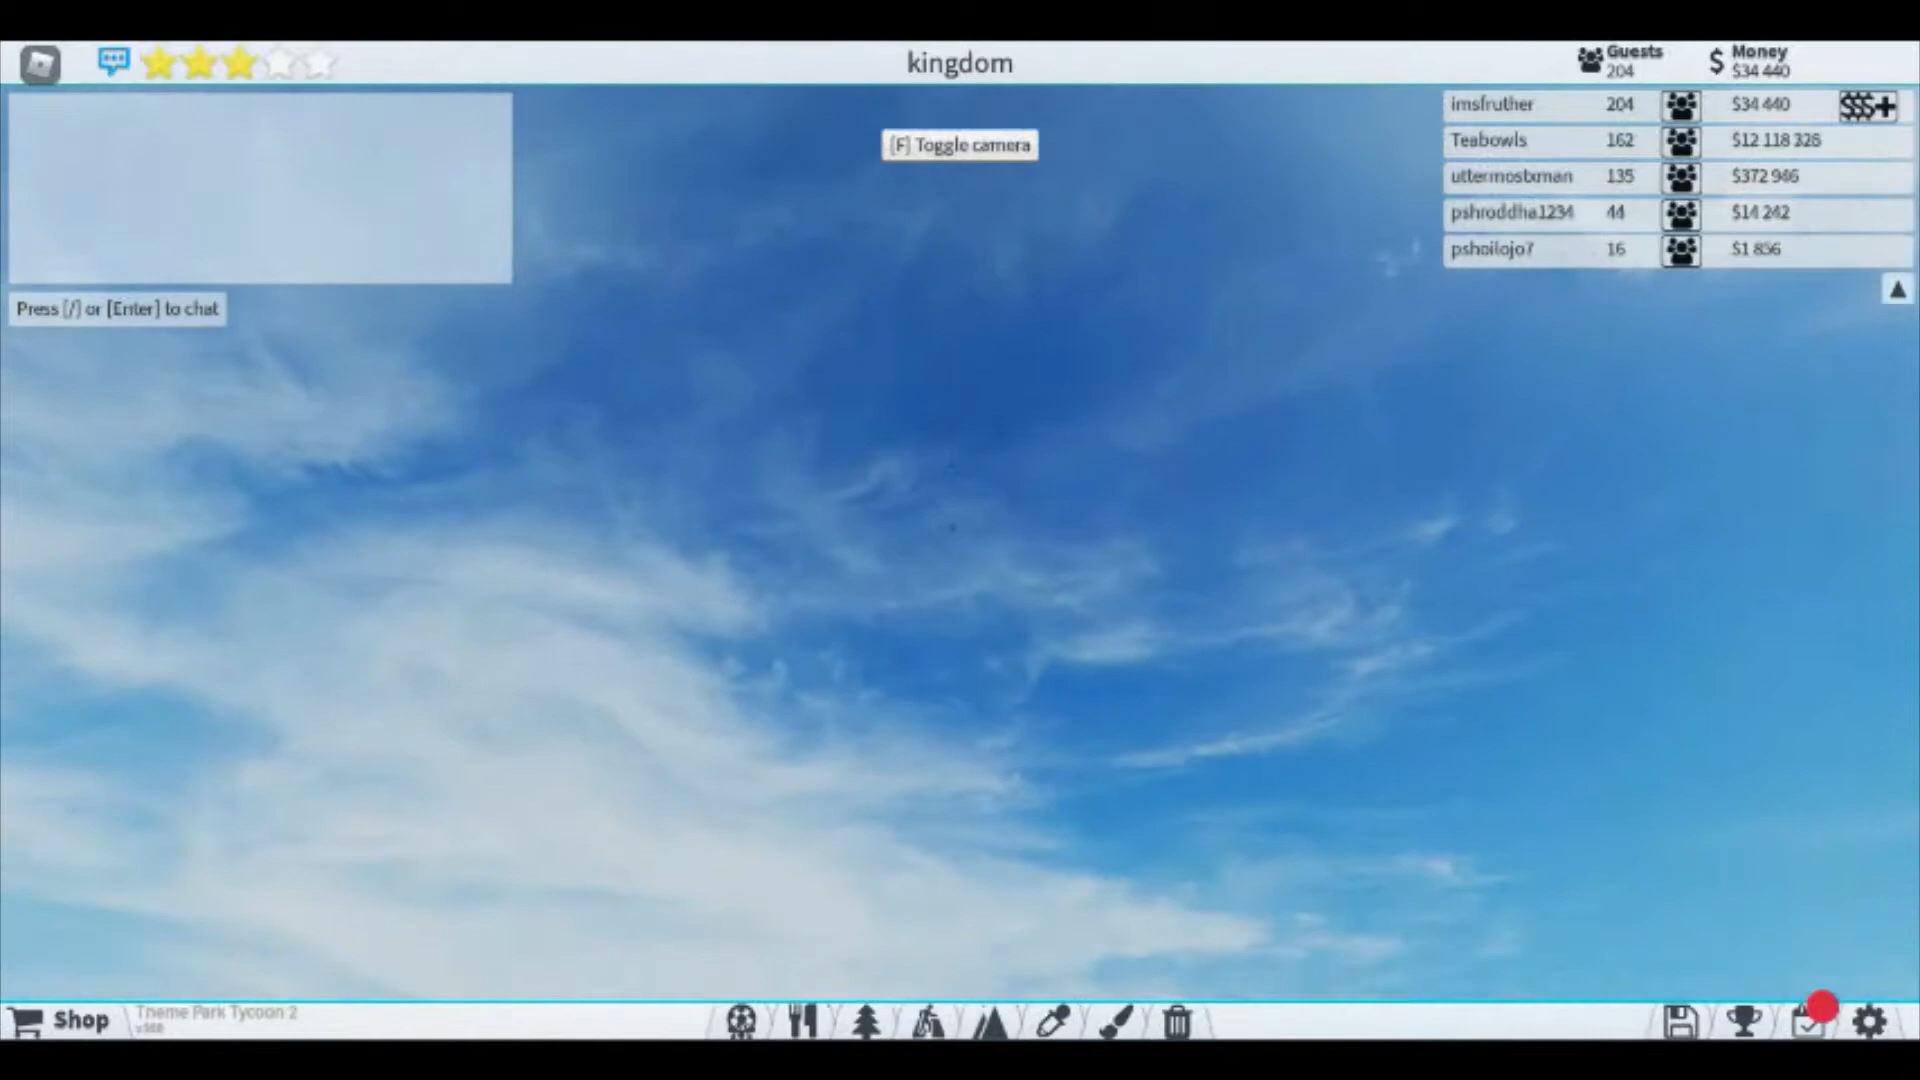 kingdom
Guests
204
$ Money
$34 440
[F] Toggle camera
imsfruther 204 $34 440 $$$+
Teabowls 162 $12 118 326
uttermostxman 135 $372 946
pshroddha1234 44 $14 242
pshoilojo7 16 $1 856
Press [/] or [Enter] to chat
Shop
Theme Park Tycoon 2